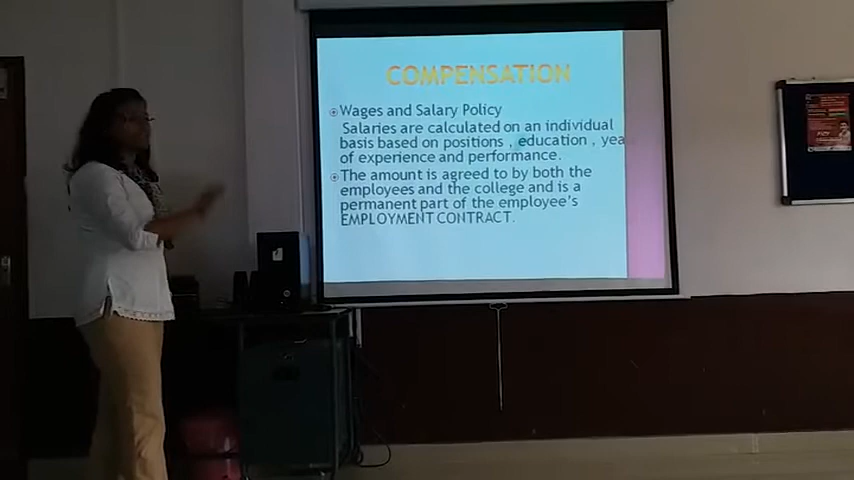 COMPENSATION
Wages and Salary Policy
Salaries are calculated on an individual
basis based on positions , education , yea
of experience and performance.
The amount is agreed to by both the
employees and the college and is a
permanent part of the employee's
EMPLOYMENT CONTRACT.